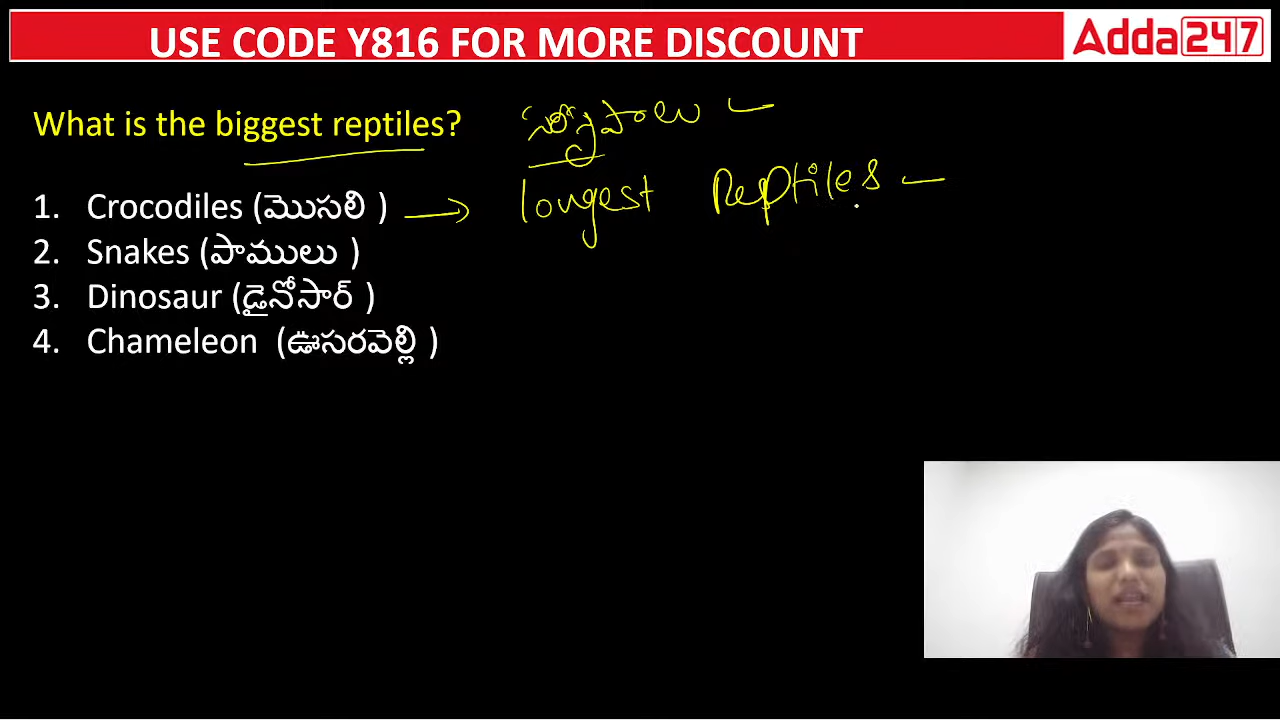 USE CODE Y816 FOR MORE DISCOUNT
Adda247
What is the biggest reptiles?
longest Reptiles
1. Crocodiles (మొసలి )
2. Snakes (పాములు )
3. Dinosaur (డైనోసార్ )
4. Chameleon (ఊసరవెల్లి )